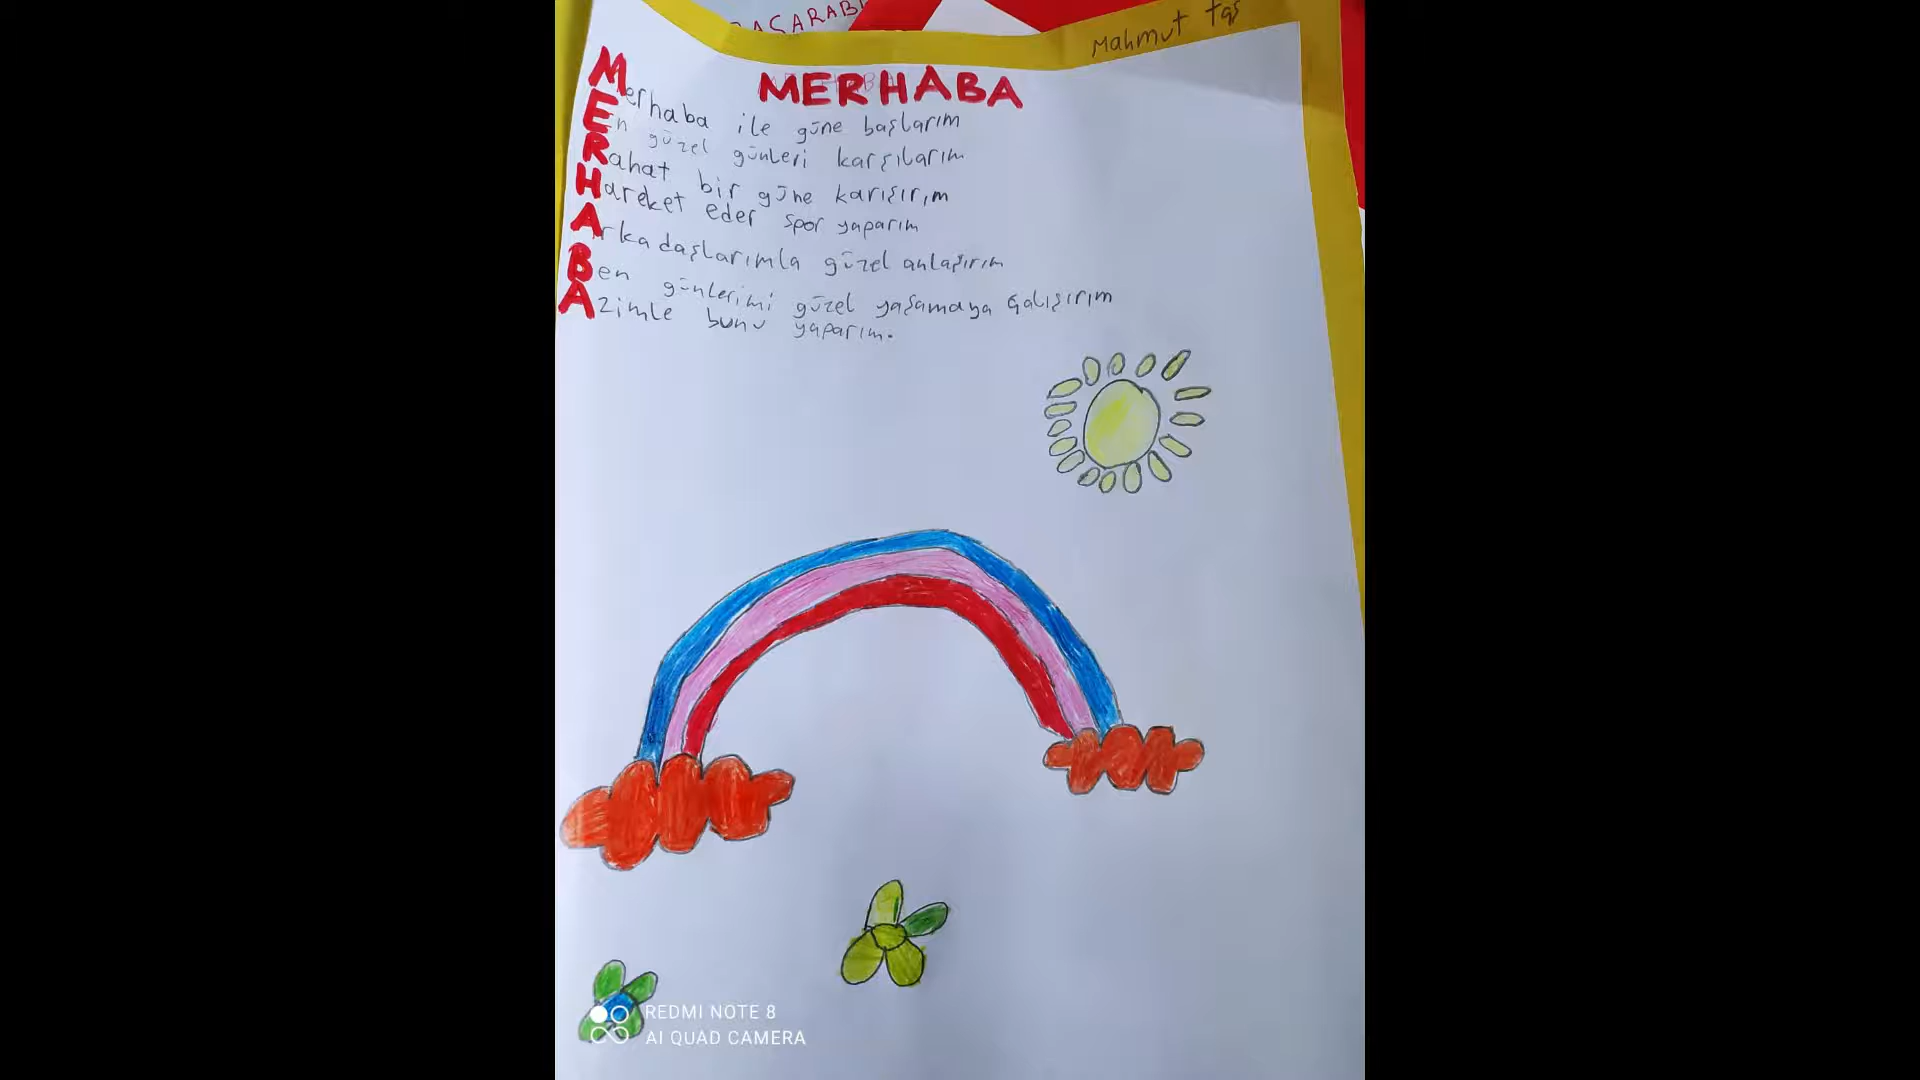 Mahmut taş
MERHABA
Merhaba ile güne başlarım
En güzel günleri karşılarım
Rahat bir güne karışırım
Hareket eder spor yaparım
Arkadaşlarımla güzel anlaşırım
Ben günlerimi güzel yaşamaya çalışırım
Azimle bunu yaparım.
REDMI NOTE 8
AI QUAD CAMERA